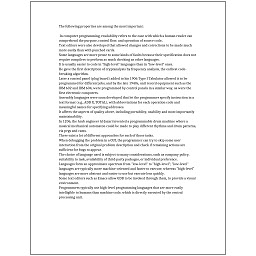 The following properties are among the most important:
In computer programming, readability refers to the ease with which a human reader can
comprehend the purpose, control flow, and operation of source code.
Text editors were also developed that allowed changes and corrections to be made much
more easily than with punched cards.
Some languages are more prone to some kinds of faults because their specification does not
require compilers to perform as much checking as other languages.
It is usually easier to code in "high-level" languages than in "low-level" ones.
He gave the first description of cryptanalysis by frequency analysis, the earliest code-
breaking algorithm.
Later a control panel (plug board) added to his 1906 Type I Tabulator allowed it to be
programmed for different jobs, and by the late 1940s, unit record equipment such as the
IBM 602 and IBM 604, were programmed by control panels in a similar way, as were the
first electronic computers.
Assembly languages were soon developed that let the programmer specify instruction in a
text format (e.g., ADD X, TOTAL), with abbreviations for each operation code and
meaningful names for specifying addresses.
It affects the aspects of quality above, including portability, usability and most importantly
maintainability.
In 1206, the Arab engineer Al-Jazari invented a programmable drum machine where a
musical mechanical automaton could be made to play different rhythms and drum patterns,
via pegs and cams.
There exist a lot of different approaches for each of those tasks.
When debugging the problem in a GUI, the programmer can try to skip some user
interaction from the original problem description and check if remaining actions are
sufficient for bugs to appear.
The choice of language used is subject to many considerations, such as company policy,
suitability to task, availability of third-party packages, or individual preference.
Languages form an approximate spectrum from "low-level" to "high-level"; "low-level"
languages are typically more machine-oriented and faster to execute, whereas "high-level"
languages are more abstract and easier to use but execute less quickly.
Some text editors such as Emacs allow GDB to be invoked through them, to provide a visual
environment.
Programmers typically use high-level programming languages that are more easily
intelligible to humans than machine code, which is directly executed by the central
processing unit.